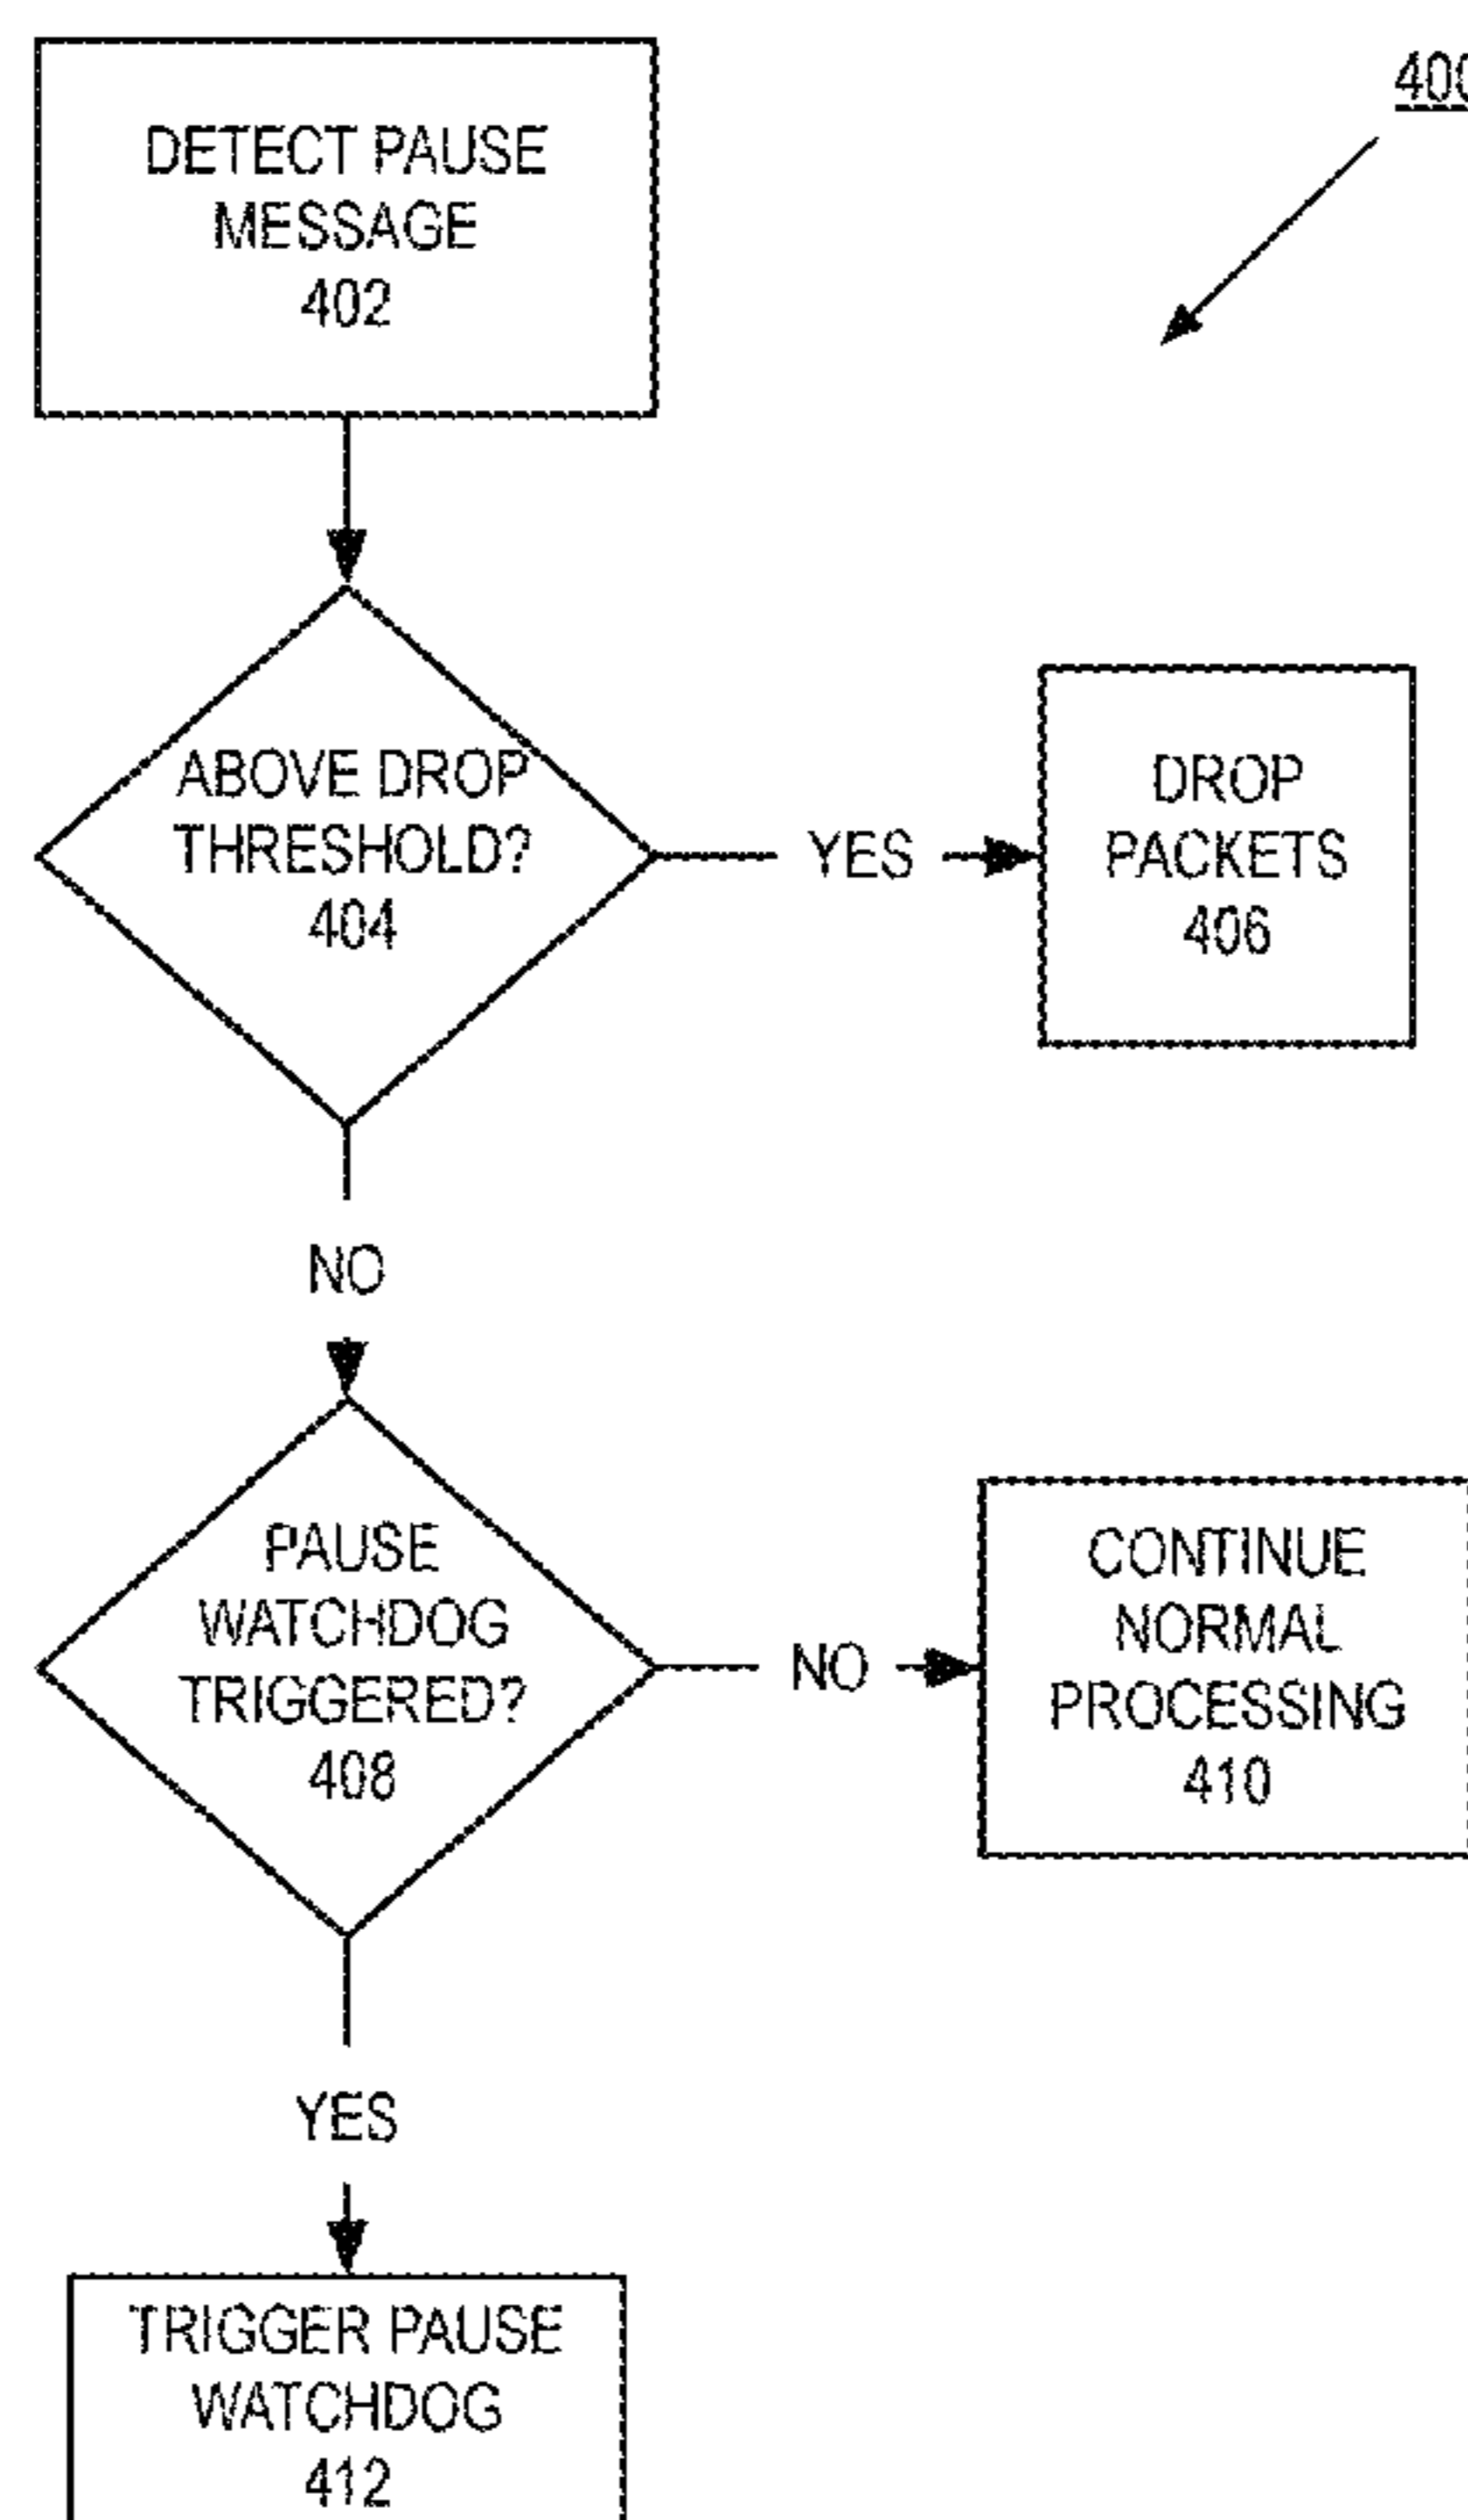 400
DETECT PAUSE
MESSAGE
402
ABOVE DROP
THRESHOLD?
404
YES
DROP
PACKETS
406
NO
PAUSE
WATCHDOG
TRIGGERED?
408
NO
CONTINUE
NORMAL
PROCESSING
410
YES
TRIGGER PAUSE
WATCHDOG
412